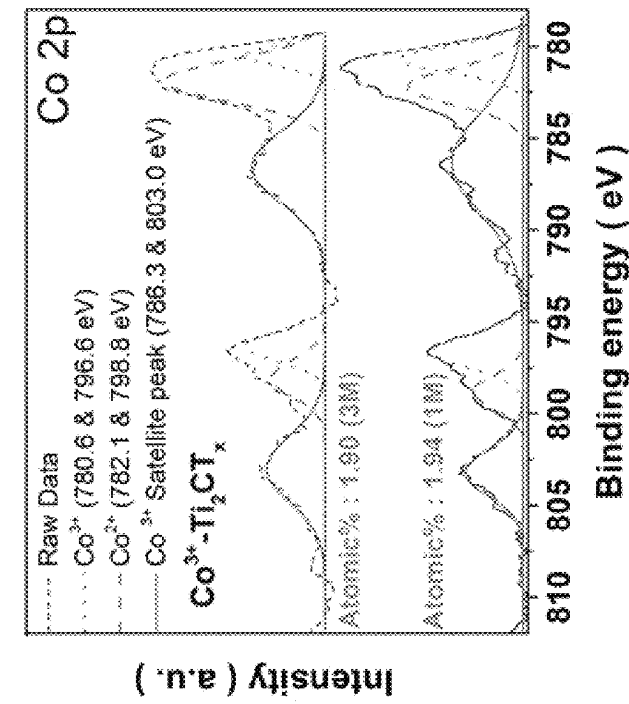 Co 2p
Raw Data
Co³⁺ (780.6 & 796.6 eV)
Co²⁺ (782.1 & 798.8 eV)
Co³⁺ Satellite peak (786.3 & 803.0 eV)
Co³⁺-Ti₂CTₓ
Atomic% : 1.90 (3M)
Atomic% : 1.94 (1M)
810 805 800 795 790 785 780
Binding energy ( eV )
Intensity ( a.u. )